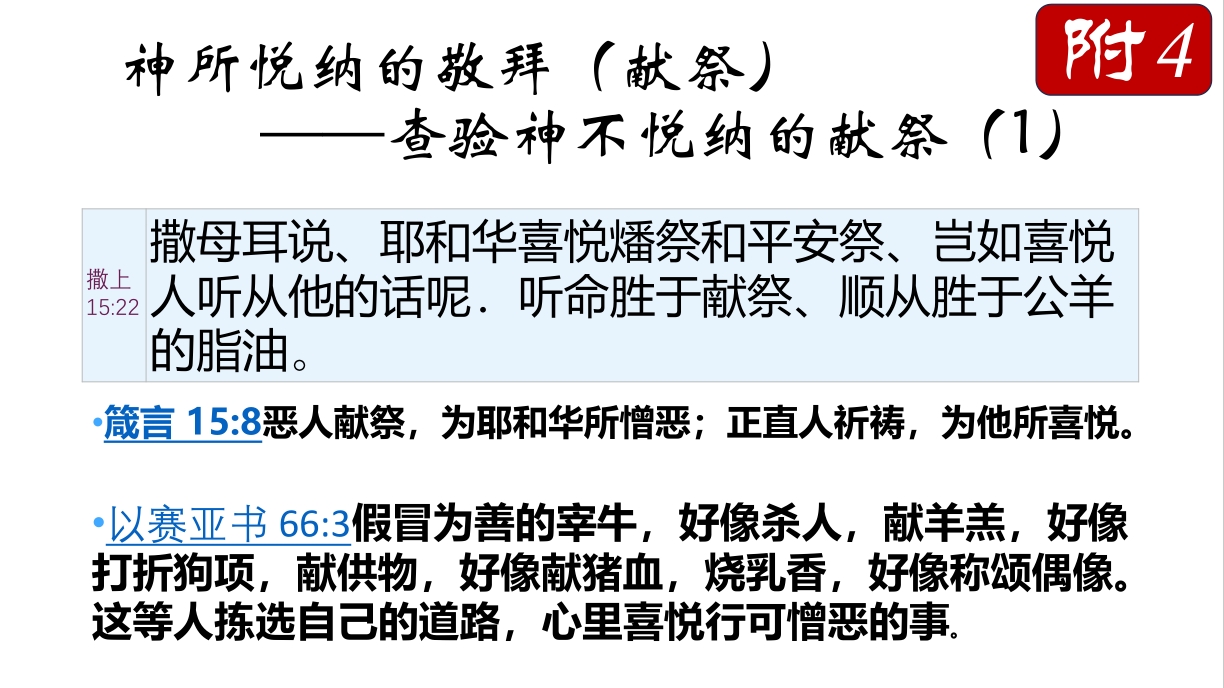 附4
神所悦纳的敬拜（献祭）
——查验神不悦纳的献祭（1）
撒上
15:22
撒母耳说、耶和华喜悦燔祭和平安祭、岂如喜悦
人听从他的话呢．听命胜于献祭、顺从胜于公羊
的脂油。
•箴言 15:8恶人献祭，为耶和华所憎恶；正直人祈祷，为他所喜悦。
•以赛亚书 66:3假冒为善的宰牛，好像杀人，献羊羔，好像
打折狗项，献供物，好像献猪血，烧乳香，好像称颂偶像。
这等人拣选自己的道路，心里喜悦行可憎恶的事.